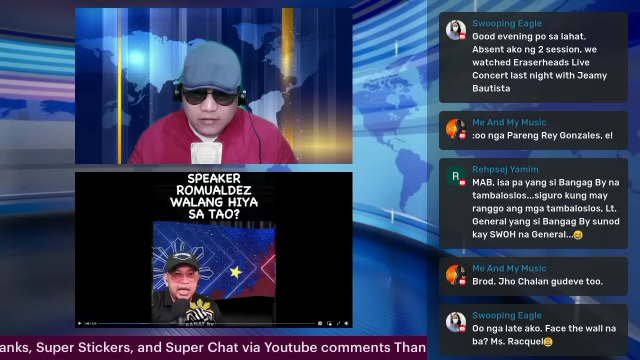 SPEAKER
ROMUALDEZ
WALANG HIYA
SA TAO?
Swooping Eagle
Good evening po sa lahat.
Absent ako ng 2 session, we
watched Eraserheads Live
Concert last night with Jeamy
Bautista
Me And My Music
:oo nga Pareng Rey Gonzales, e!
R
Rehpsej Yamim
MAB, isa pa yang si Bangag By na
tambaloslos...siguro kung may
ranggo ang mga tambaloslos, Lt.
General yang si Bangag By sunod
kay SWOH na General...😆
Me And My Music
Brod. Jho Chalan gudeve too.
Swooping Eagle
Oo nga late ako. Face the wall na
ba? Ms. Racquel😩
anks, Super Stickers, and Super Chat via Youtube comments Than